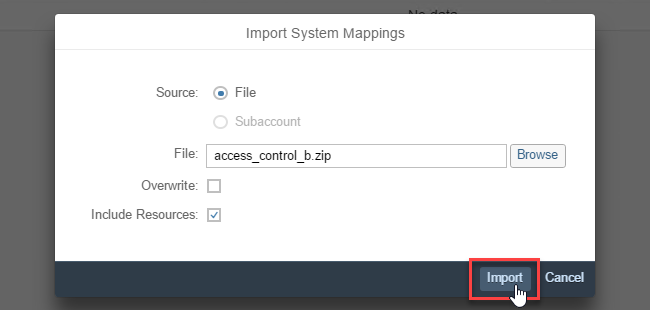 No data
Import System Mappings
Source: File
Subaccount
File: access_control_b.zip Browse
Overwrite:
Include Resources:
Import Cancel